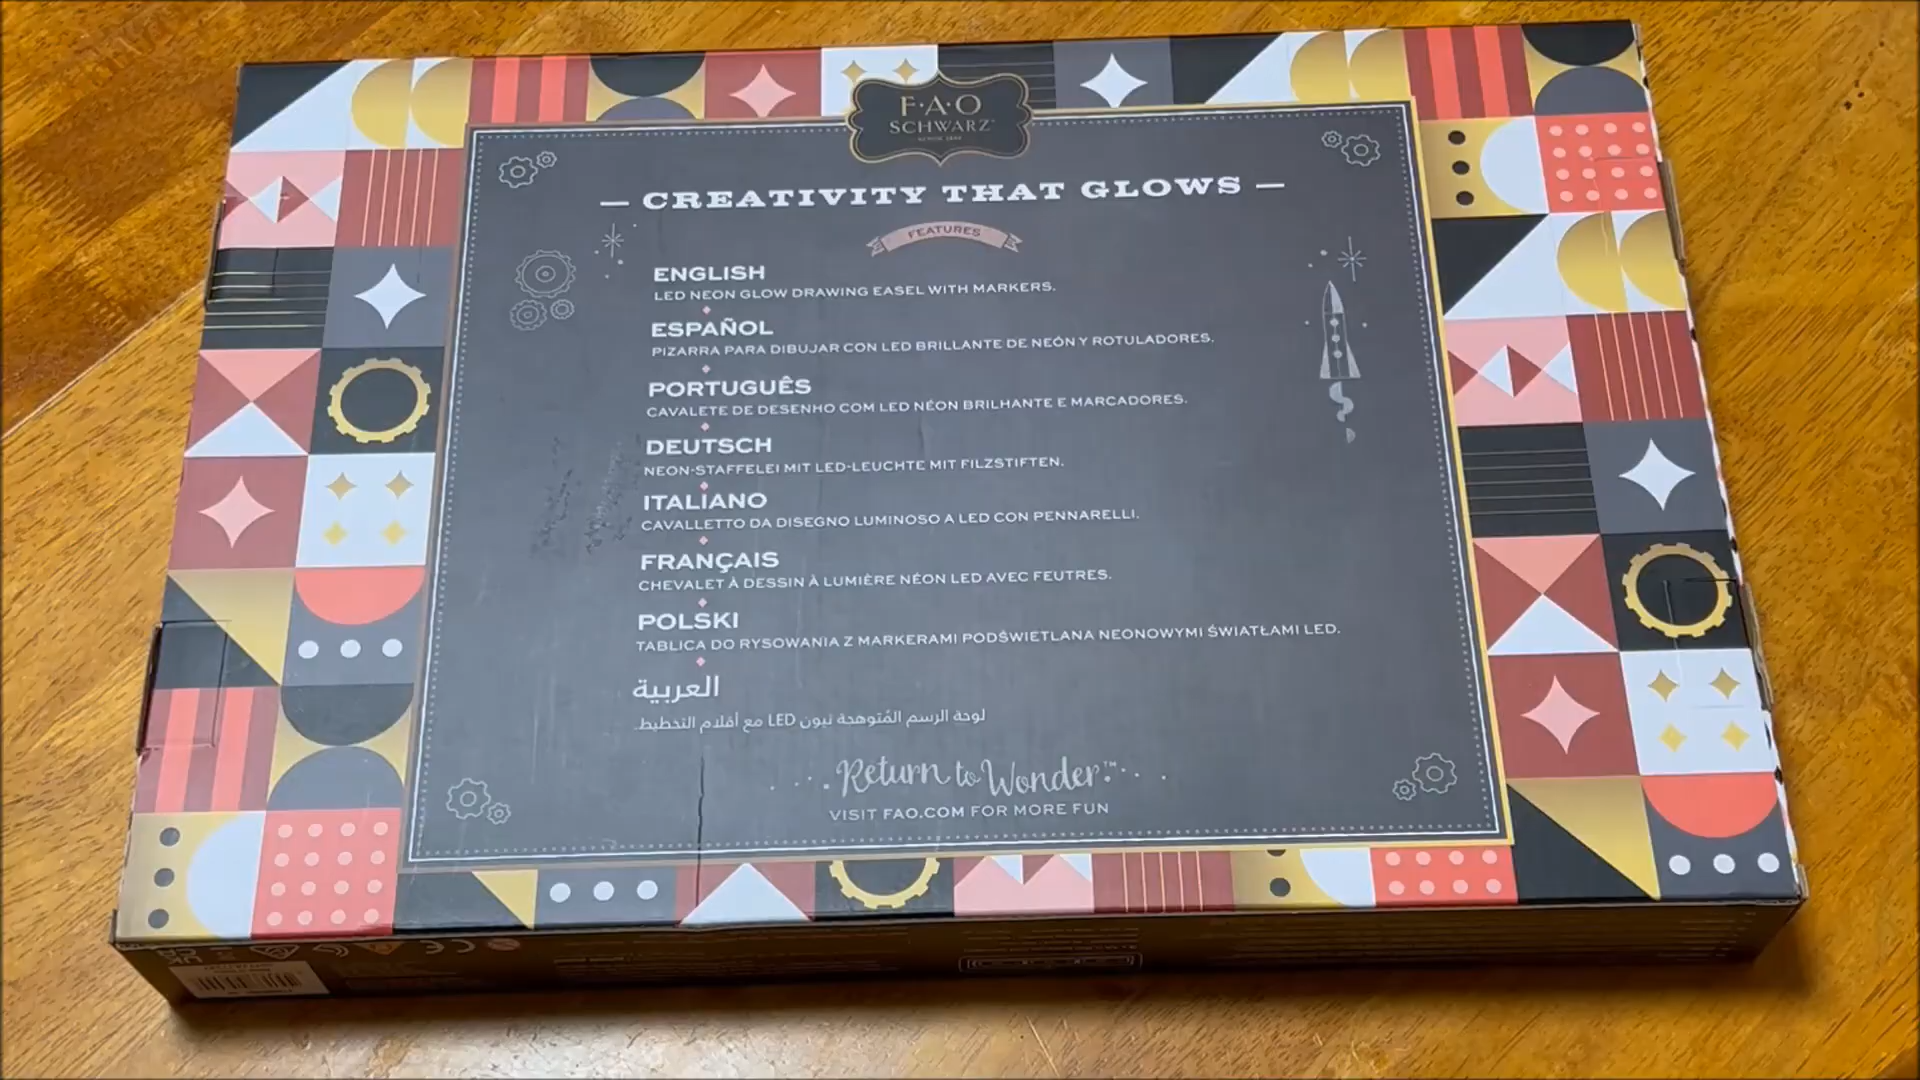 F·A·O
SCHWARZ
— CREATIVITY THAT GLOWS —
FEATURES
ENGLISH
LED NEON GLOW DRAWING EASEL WITH MARKERS.
ESPAÑOL
PIZARRA PARA DIBUJAR CON LED BRILLANTE DE NEÓN Y ROTULADORES.
PORTUGUÊS
CAVALETE DE DESENHO COM LED NÉON BRILHANTE E MARCADORES.
DEUTSCH
NEON-STAFFELEI MIT LED-LEUCHTE MIT FILZSTIFTEN.
ITALIANO
CAVALLETTO DA DISEGNO LUMINOSO A LED CON PENNARELLI.
FRANÇAIS
CHEVALET À DESSIN À LUMIÈRE NÉON LED AVEC FEUTRES.
POLSKI
TABLICA DO RYSOWANIA Z MARKERAMI PODŚWIETLANA NEONOWYMI ŚWIATŁAMI LED.
العربية
لوحة الرسم المُتوهجة نيون LED مع أقلام التخطيط.
Return to Wonder.™
VISIT FAO.COM FOR MORE FUN